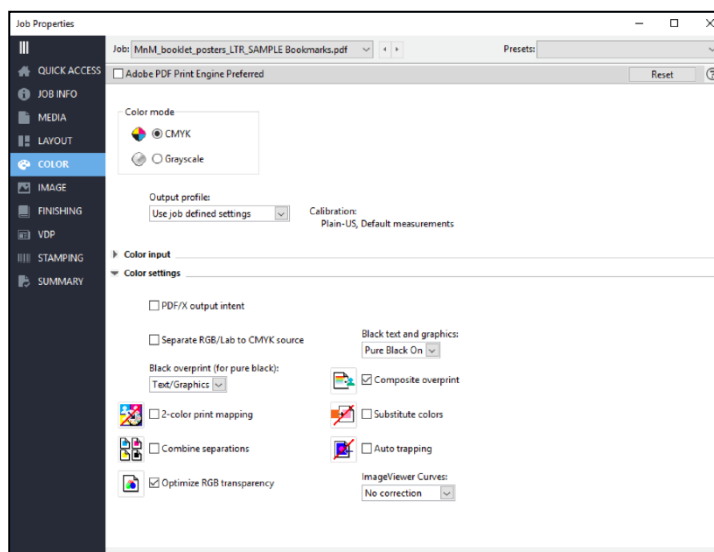 Job Properties
Job: MnM_booklet_posters_LTR_SAMPLE Bookmarks.pdf Presets:
QUICK ACCESS
Adobe PDF Print Engine Preferred Reset
JOB INFO
MEDIA
LAYOUT
COLOR
IMAGE
FINISHING
VDP
STAMPING
SUMMARY
Color mode
CMYK
Grayscale
Output profile:
Use job defined settings
Calibration:
Plain-US, Default measurements
Color input
Color settings
PDF/X output intent
Separate RGB/Lab to CMYK source
Black text and graphics:
Pure Black On
Black overprint (for pure black):
Text/Graphics
Composite overprint
2-color print mapping
Substitute colors
Combine separations
Auto trapping
Optimize RGB transparency
ImageViewer Curves:
No correction